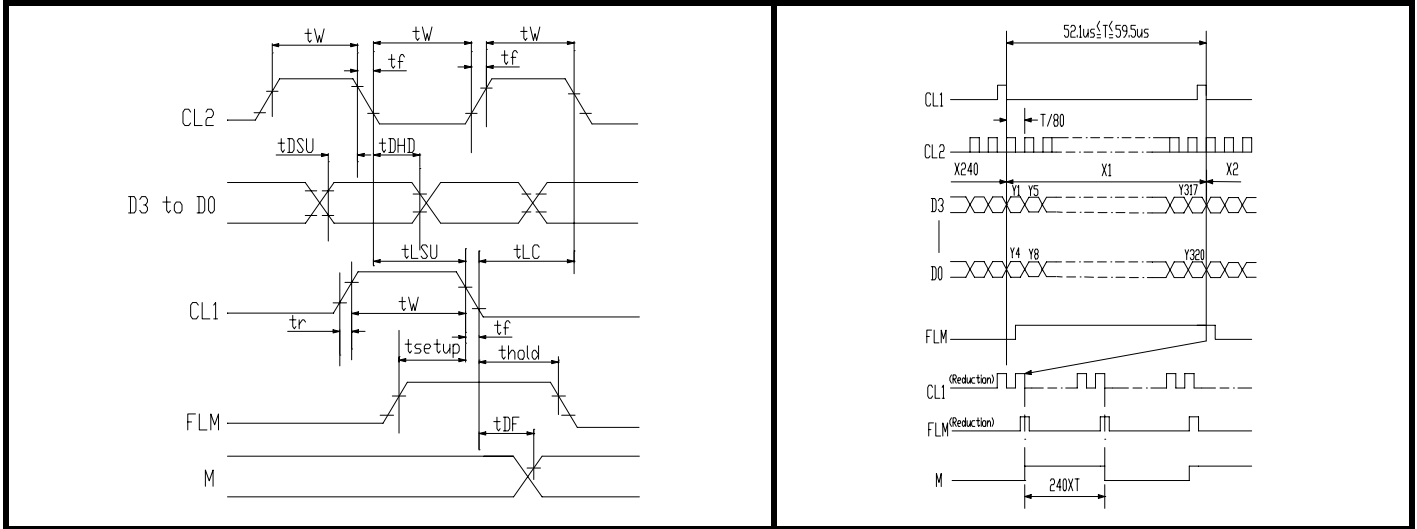 tW tW tW
tf tf
CL2
tDSU tDHD
D3 to D0
tLSU tLC
CL1
tW
tr tf
tsetup thold
FLM
tDF
M
52.1us≦T≦59.5us
CL1
T/80
CL2
X240 X1 X2
Y1 Y5 Y317
D3
Y4 Y8 Y320
D0
FLM
CL1 (Reduction)
FLM (Reduction)
M
240XT